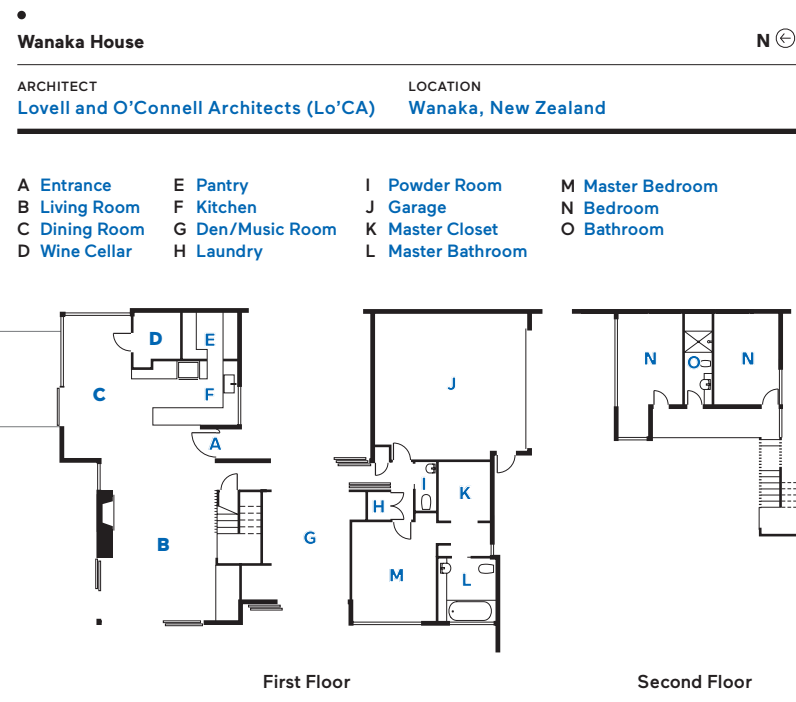 Wanaka House
N
ARCHITECT
Lovell and O’Connell Architects (Lo’CA)
LOCATION
Wanaka, New Zealand
A Entrance
B Living Room
C Dining Room
D Wine Cellar
E Pantry
F Kitchen
G Den/Music Room
H Laundry
I Powder Room
J Garage
K Master Closet
L Master Bathroom
M Master Bedroom
N Bedroom
O Bathroom
D
E
C
F
A
B
G
J
I
K
H
M
L
N
O
N
First Floor
Second Floor